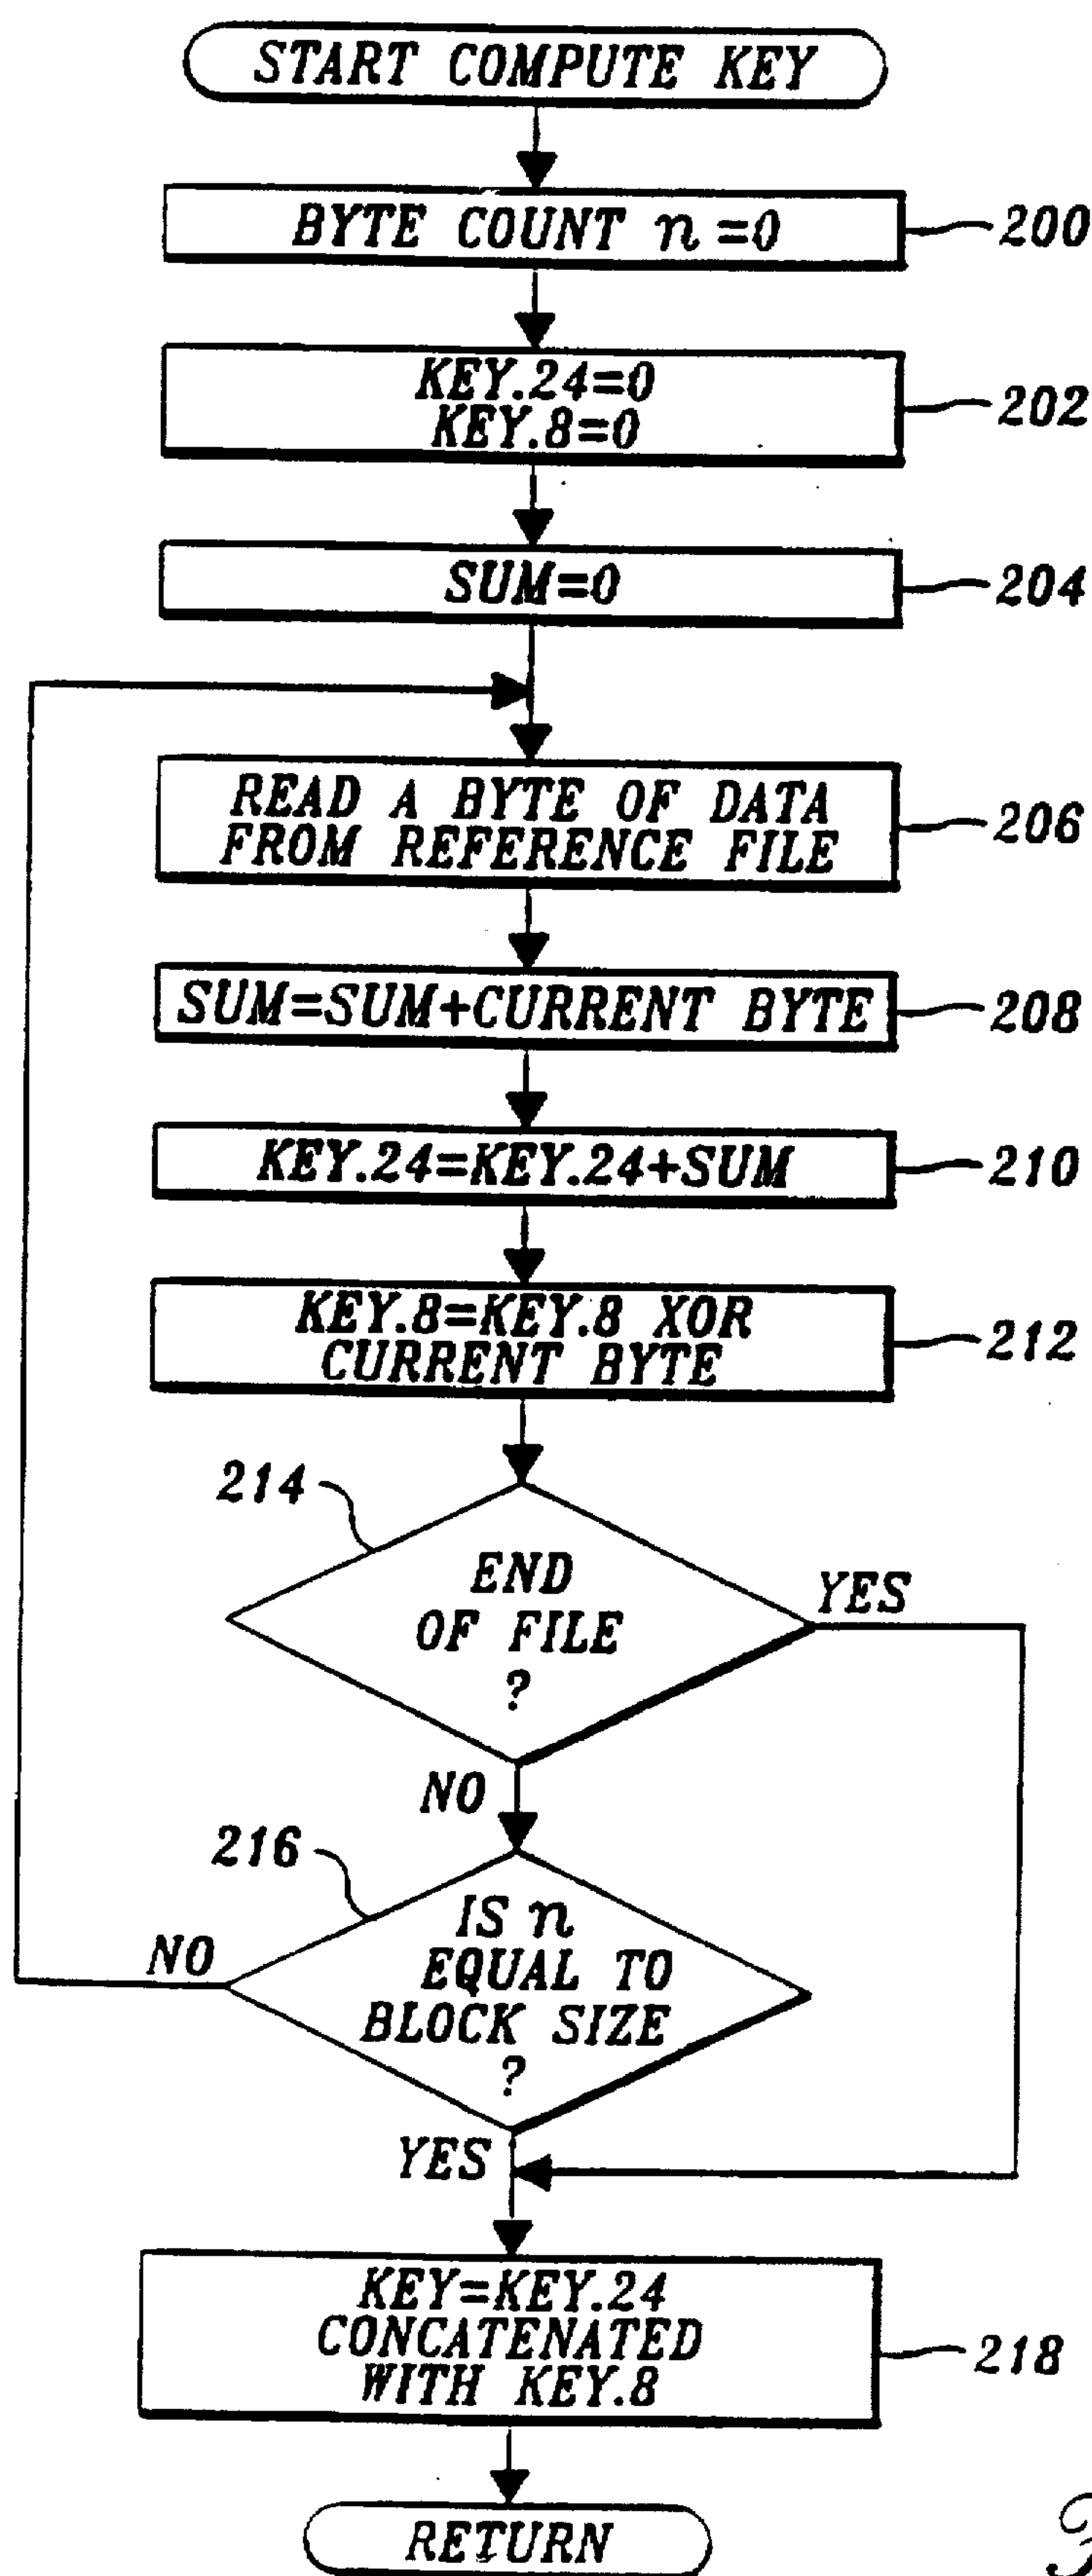 START COMPUTE KEY
BYTE COUNT n =0
200
KEY.24=0
KEY.8=0
202
SUM=0
204
READ A BYTE OF DATA
FROM REFERENCE FILE
206
SUM=SUM+CURRENT BYTE
208
KEY.24=KEY.24+SUM
210
KEY.8=KEY.8 XOR
CURRENT BYTE
212
214
END
OF FILE
?
YES
NO
216
IS n
EQUAL TO
BLOCK SIZE
?
NO
YES
KEY=KEY.24
CONCATENATED
WITH KEY.8
218
RETURN